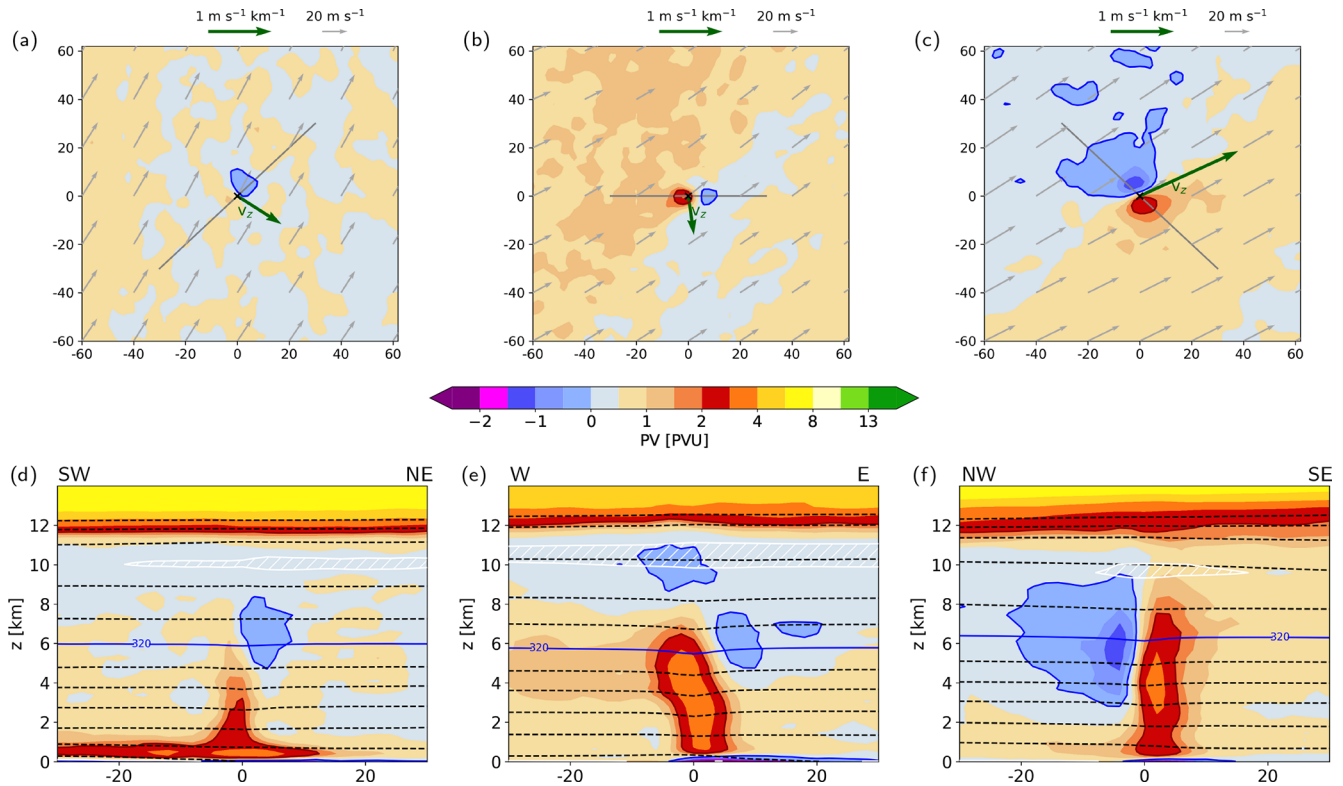 1 m s⁻¹ km⁻¹ 20 m s⁻¹ 1 m s⁻¹ km⁻¹ 20 m s⁻¹ 1 m s⁻¹ km⁻¹ 20 m s⁻¹
(a) (b) (c)
60 60 60
40 40 40
20 20 20
0 0 0
v_z v_z v_z
-20 -20 -20
-40 -40 -40
-60 -60 -60
-60 -40 -20 0 20 40 60 -60 -40 -20 0 20 40 60 -60 -40 -20 0 20 40 60
−2 −1 0 1 2 4 8 13
PV [PVU]
(d) SW NE (e) W E (f) NW SE
12 12 12
10 10 10
8 8 8
z [km] z [km] z [km]
6 320 6 320 6 320
4 4 4
2 2 2
0 0 0
-20 0 20 -20 0 20 -20 0 20